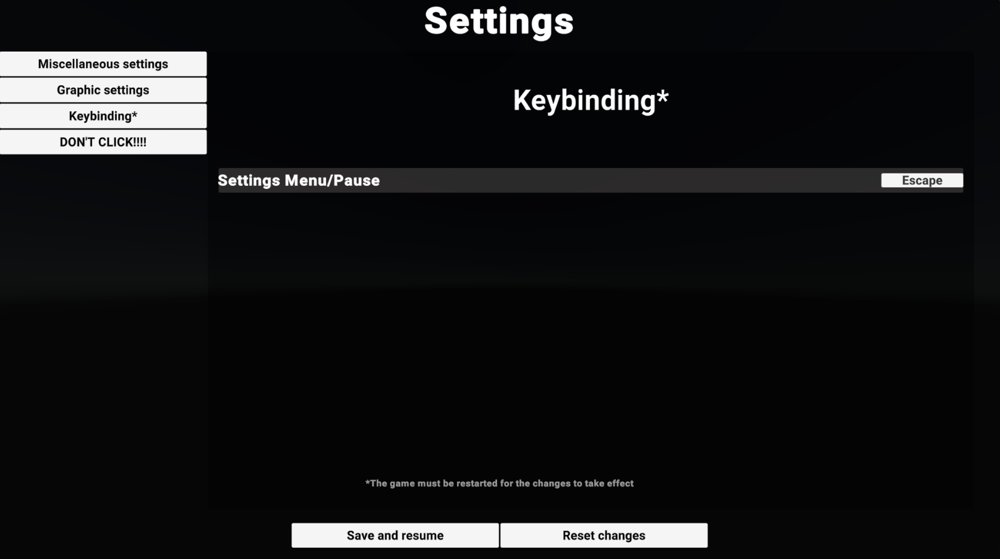 Settings
Miscellaneous settings
Graphic settings
Keybinding*
DON'T CLICK!!!!
Keybinding*
Settings Menu/Pause
Escape
*The game must be restarted for the changes to take effect
Save and resume
Reset changes